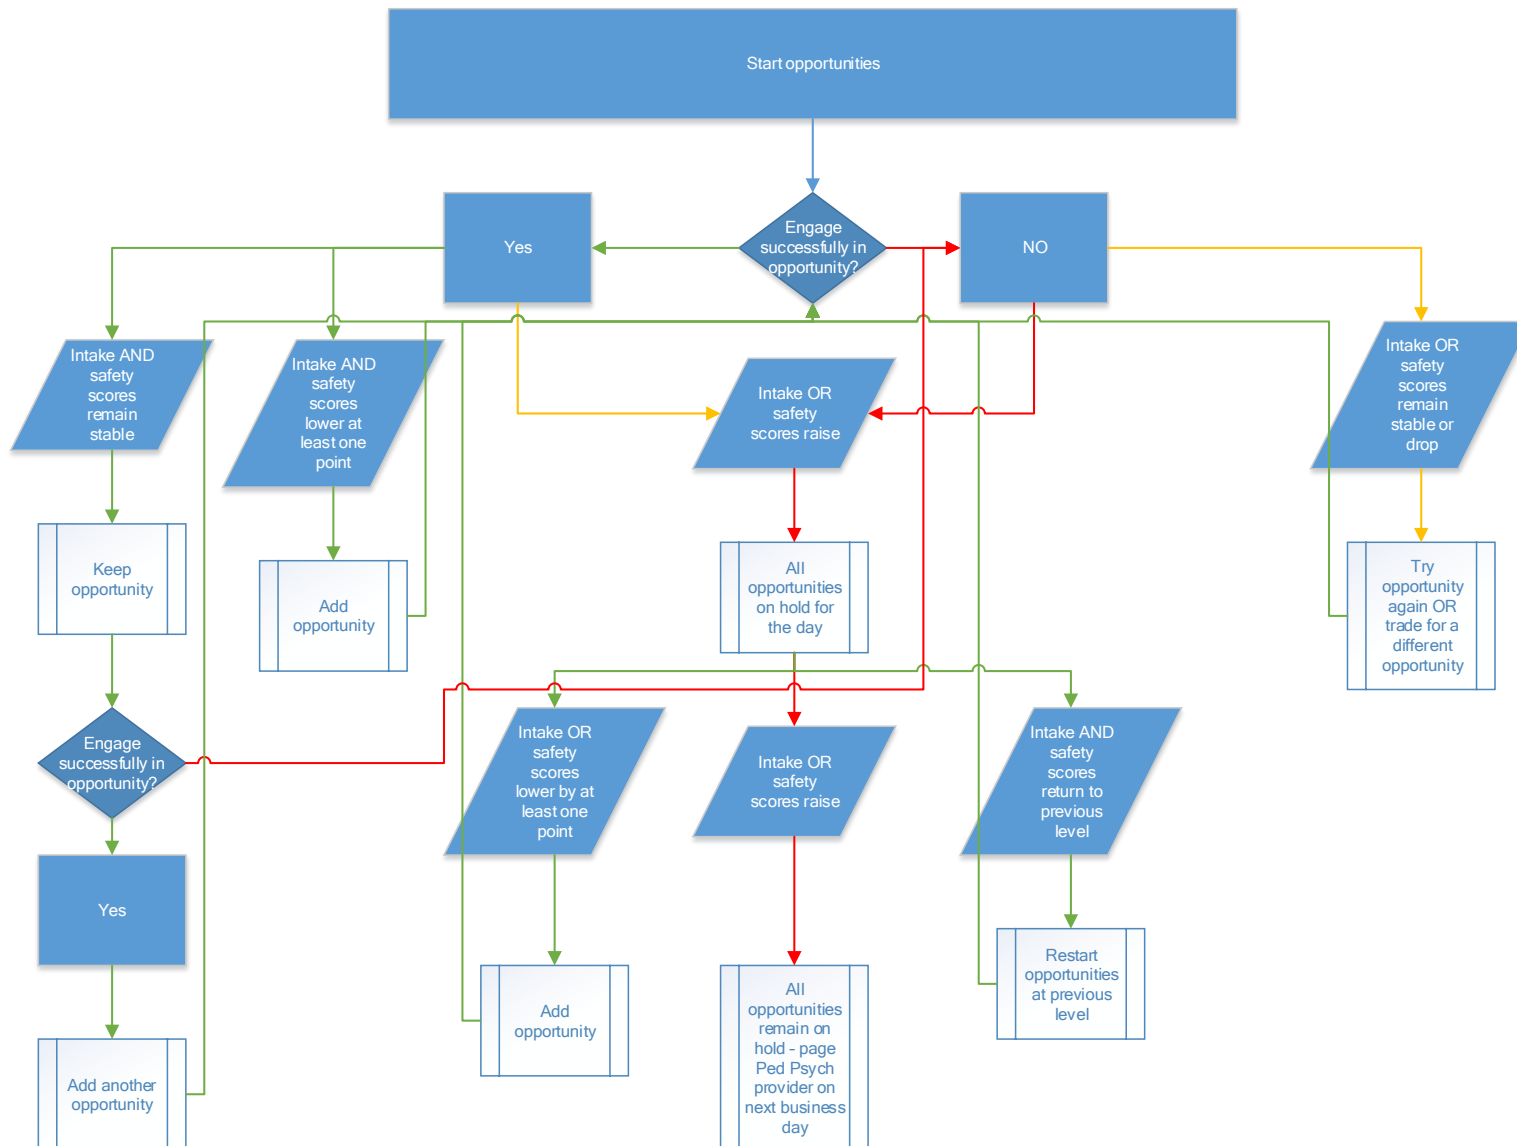 Start opportunities
Yes
Engage
successfully in
opportunity?
NO
Intake AND
safety
scores
remain
stable
Intake AND
safety
scores
lower at
least one
point
Intake OR
safety
scores raise
Intake OR
safety
scores
remain
stable or
drop
Keep
opportunity
Add
opportunity
All
opportunities
on hold for
the day
Try
opportunity
again OR
trade for a
different
opportunity
Engage
successfully in
opportunity?
Intake OR
safety
scores
lower by at
least one
point
Intake OR
safety
scores raise
Intake AND
safety
scores
return to
previous
level
Yes
Add
opportunity
All
opportunities
remain on
hold - page
Ped Psych
provider on
next business
day
Restart
opportunities
at previous
level
Add another
opportunity